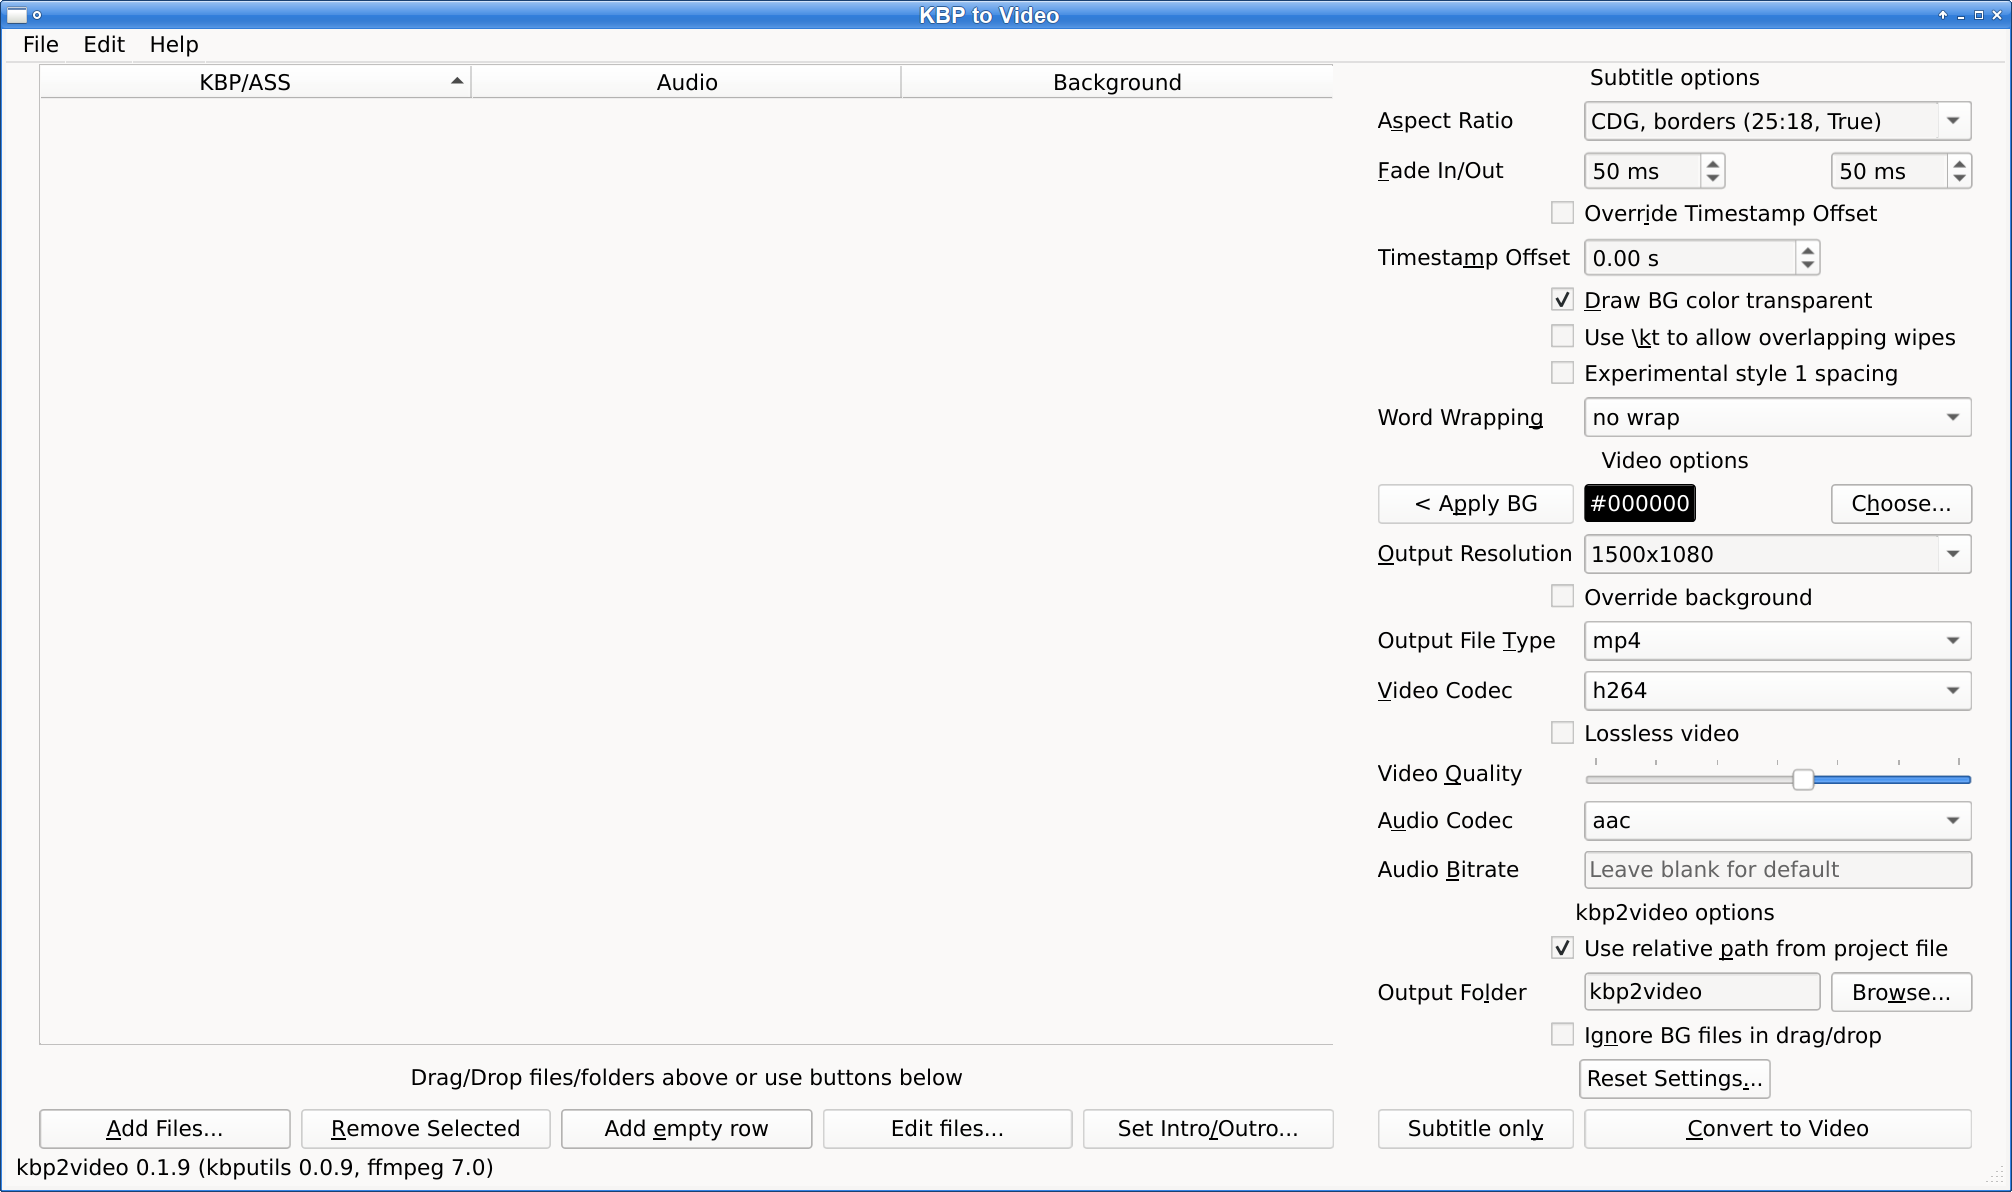 KBP to Video
File Edit Help
KBP/ASS Audio Background
Subtitle options
Aspect Ratio CDG, borders (25:18, True)
Fade In/Out 50 ms 50 ms
Override Timestamp Offset
Timestamp Offset 0.00 s
Draw BG color transparent
Use \kt to allow overlapping wipes
Experimental style 1 spacing
Word Wrapping no wrap
Video options
< Apply BG #000000 Choose...
Output Resolution 1500x1080
Override background
Output File Type mp4
Video Codec h264
Lossless video
Video Quality
Audio Codec aac
Audio Bitrate Leave blank for default
kbp2video options
Use relative path from project file
Output Folder kbp2video Browse...
Ignore BG files in drag/drop
Reset Settings...
Drag/Drop files/folders above or use buttons below
Add Files... Remove Selected Add empty row Edit files... Set Intro/Outro... Subtitle only Convert to Video
kbp2video 0.1.9 (kbputils 0.0.9, ffmpeg 7.0)